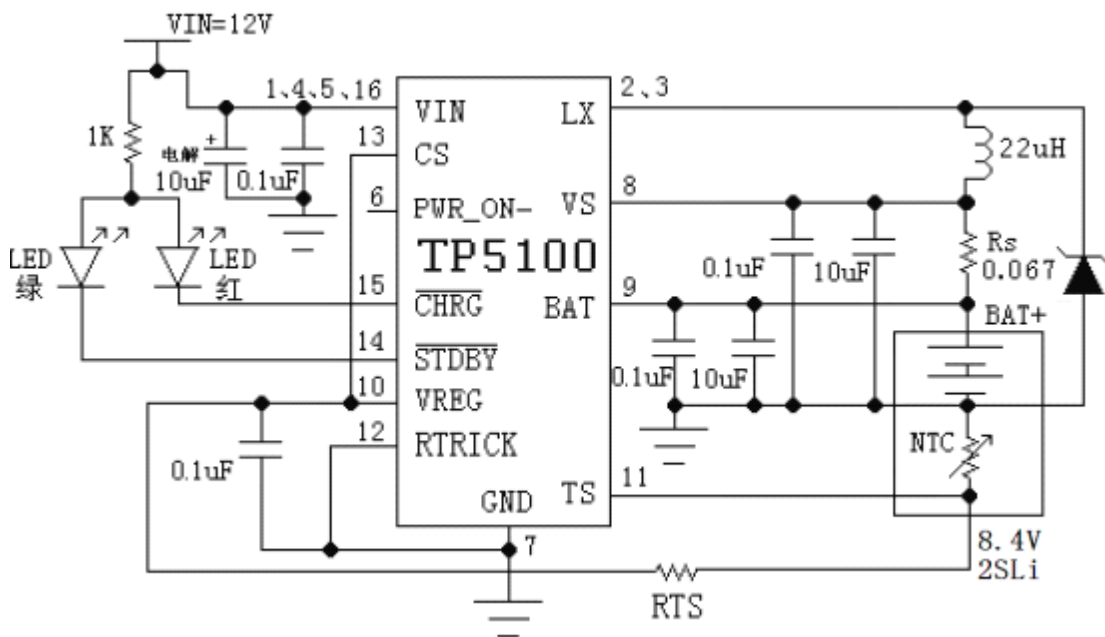 VIN=12V
1、4、5、16
2、3
VIN
LX
1K
电解
+
10uF
0.1uF
13
CS
22uH
6
PWR_ON-
8
VS
TP5100
LED
绿
LED
红
0.1uF
10uF
Rs
0.067
15
CHRG
9
BAT
BAT+
14
STDBY
0.1uF
10uF
10
VREG
12
RTRICK
NTC
0.1uF
11
TS
GND
7
8.4V
2SLi
RTS